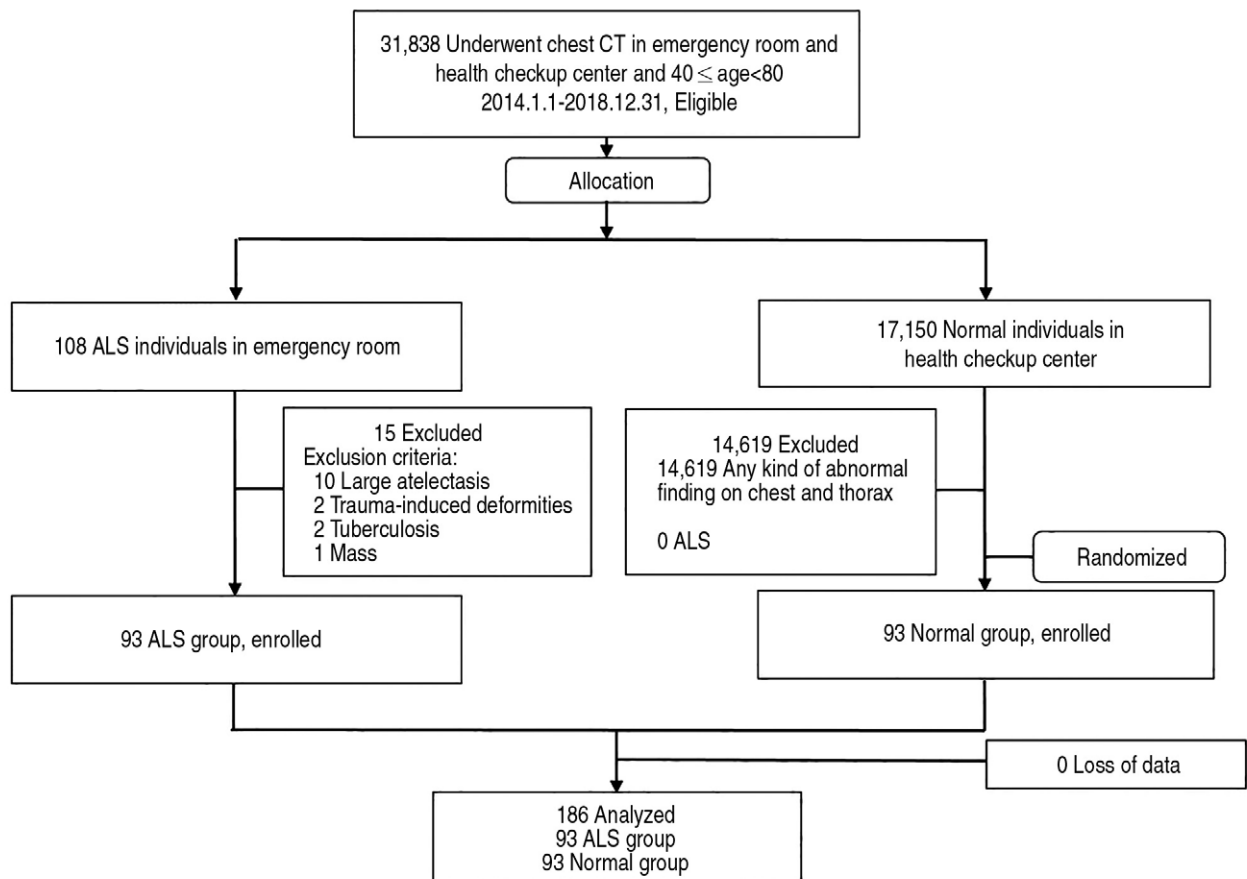 31,838 Underwent chest CT in emergency room and
health checkup center and 40 ≤ age<80
2014.1.1-2018.12.31, Eligible
Allocation
108 ALS individuals in emergency room
17,150 Normal individuals in
health checkup center
15 Excluded
Exclusion criteria:
10 Large atelectasis
2 Trauma-induced deformities
2 Tuberculosis
1 Mass
14,619 Excluded
14,619 Any kind of abnormal
finding on chest and thorax
0 ALS
Randomized
93 ALS group, enrolled
93 Normal group, enrolled
0 Loss of data
186 Analyzed
93 ALS group
93 Normal group